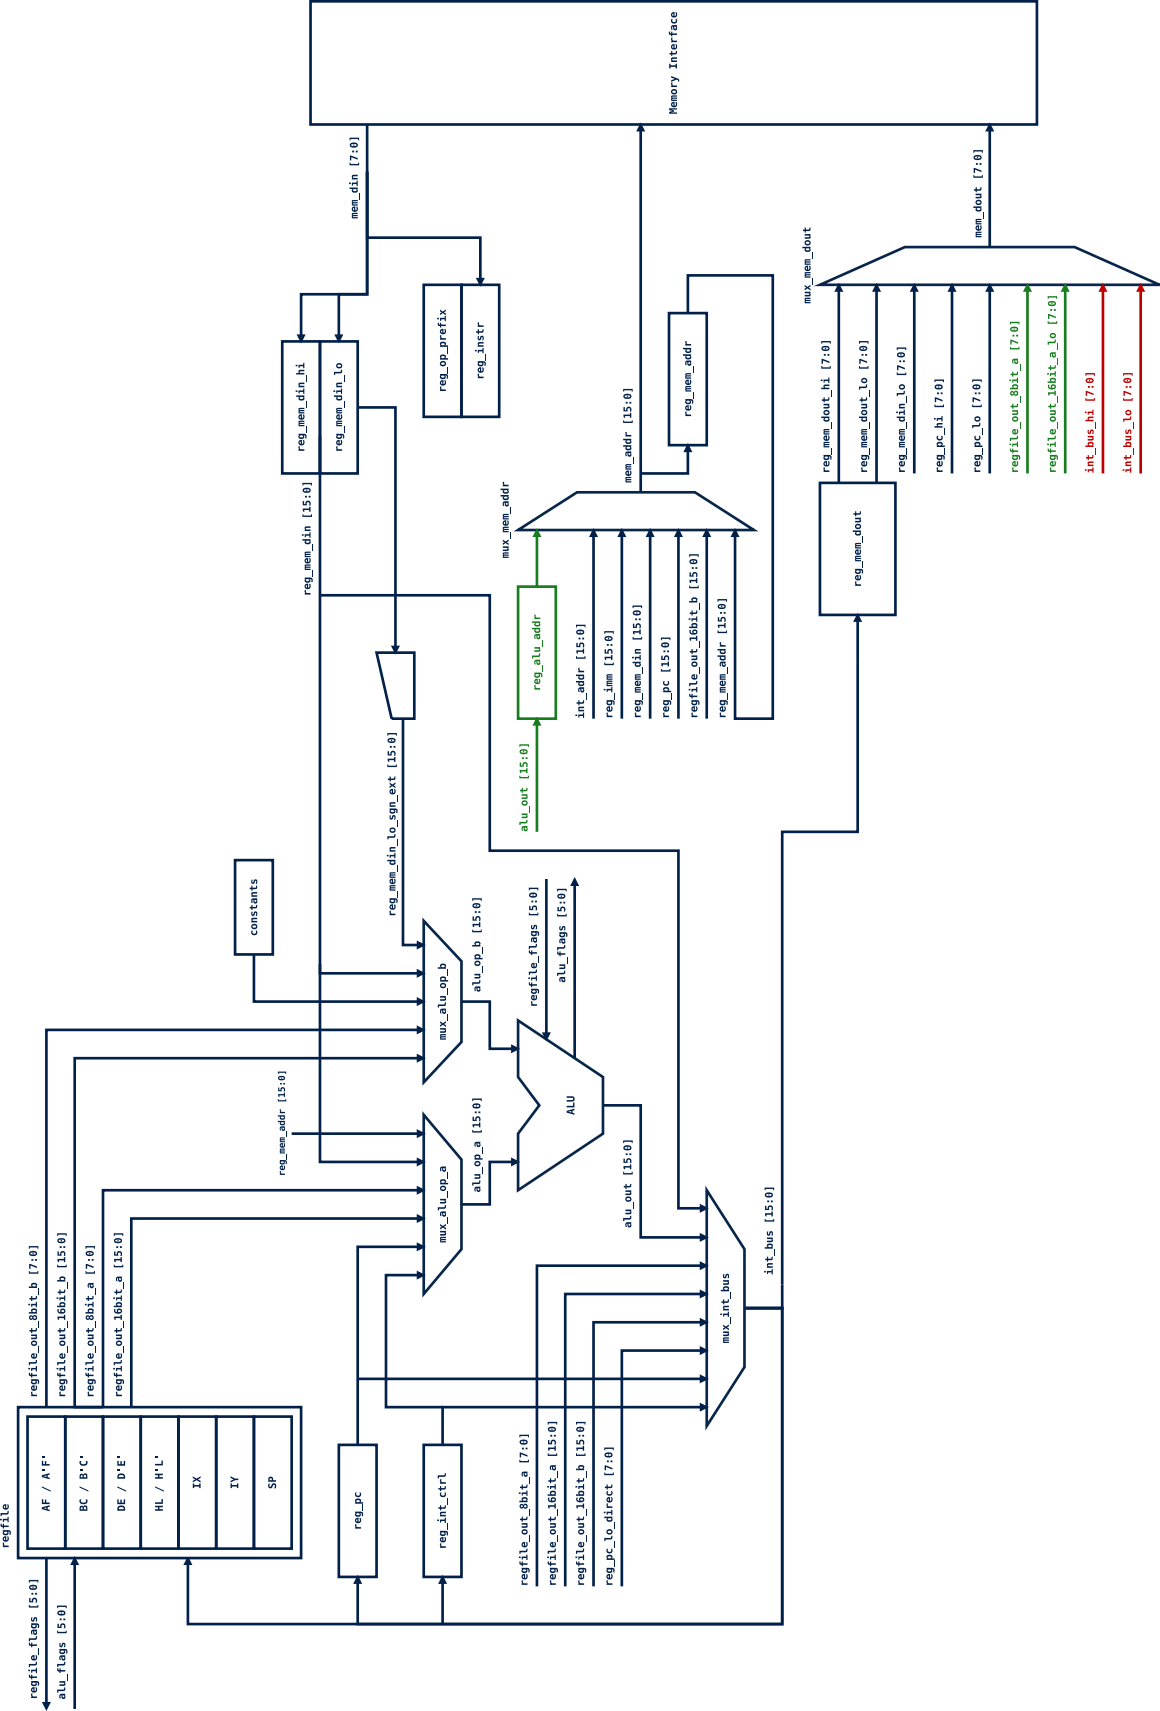 Memory Interface
mem_din [7:0]
mem_dout [7:0]
mux_mem_dout
reg_mem_din_hi
reg_mem_din_lo
reg_op_prefix
reg_instr
reg_mem_addr
mem_addr [15:0]
reg_mem_dout_hi [7:0]
reg_mem_dout_lo [7:0]
reg_mem_din_lo [7:0]
reg_pc_hi [7:0]
reg_pc_lo [7:0]
regfile_out_8bit_a [7:0]
regfile_out_16bit_a_lo [7:0]
int_bus_hi [7:0]
int_bus_lo [7:0]
reg_mem_din [15:0]
mux_mem_addr
reg_mem_dout
reg_alu_addr
int_addr [15:0]
reg_imm [15:0]
reg_mem_din [15:0]
reg_pc [15:0]
regfile_out_16bit_b [15:0]
reg_mem_addr [15:0]
alu_out [15:0]
reg_mem_din_lo_sgn_ext [15:0]
constants
mux_alu_op_b
alu_op_b [15:0]
regfile_flags [5:0]
alu_flags [5:0]
reg_mem_addr [15:0]
mux_alu_op_a
alu_op_a [15:0]
ALU
alu_out [15:0]
int_bus [15:0]
mux_int_bus
regfile_out_8bit_b [7:0]
regfile_out_16bit_b [15:0]
regfile_out_8bit_a [7:0]
regfile_out_16bit_a [15:0]
regfile
AF / A'F'
BC / B'C'
DE / D'E'
HL / H'L'
IX
IY
SP
reg_pc
reg_int_ctrl
regfile_out_8bit_a [7:0]
regfile_out_16bit_a [15:0]
regfile_out_16bit_b [15:0]
reg_pc_lo_direct [7:0]
regfile_flags [5:0]
alu_flags [5:0]